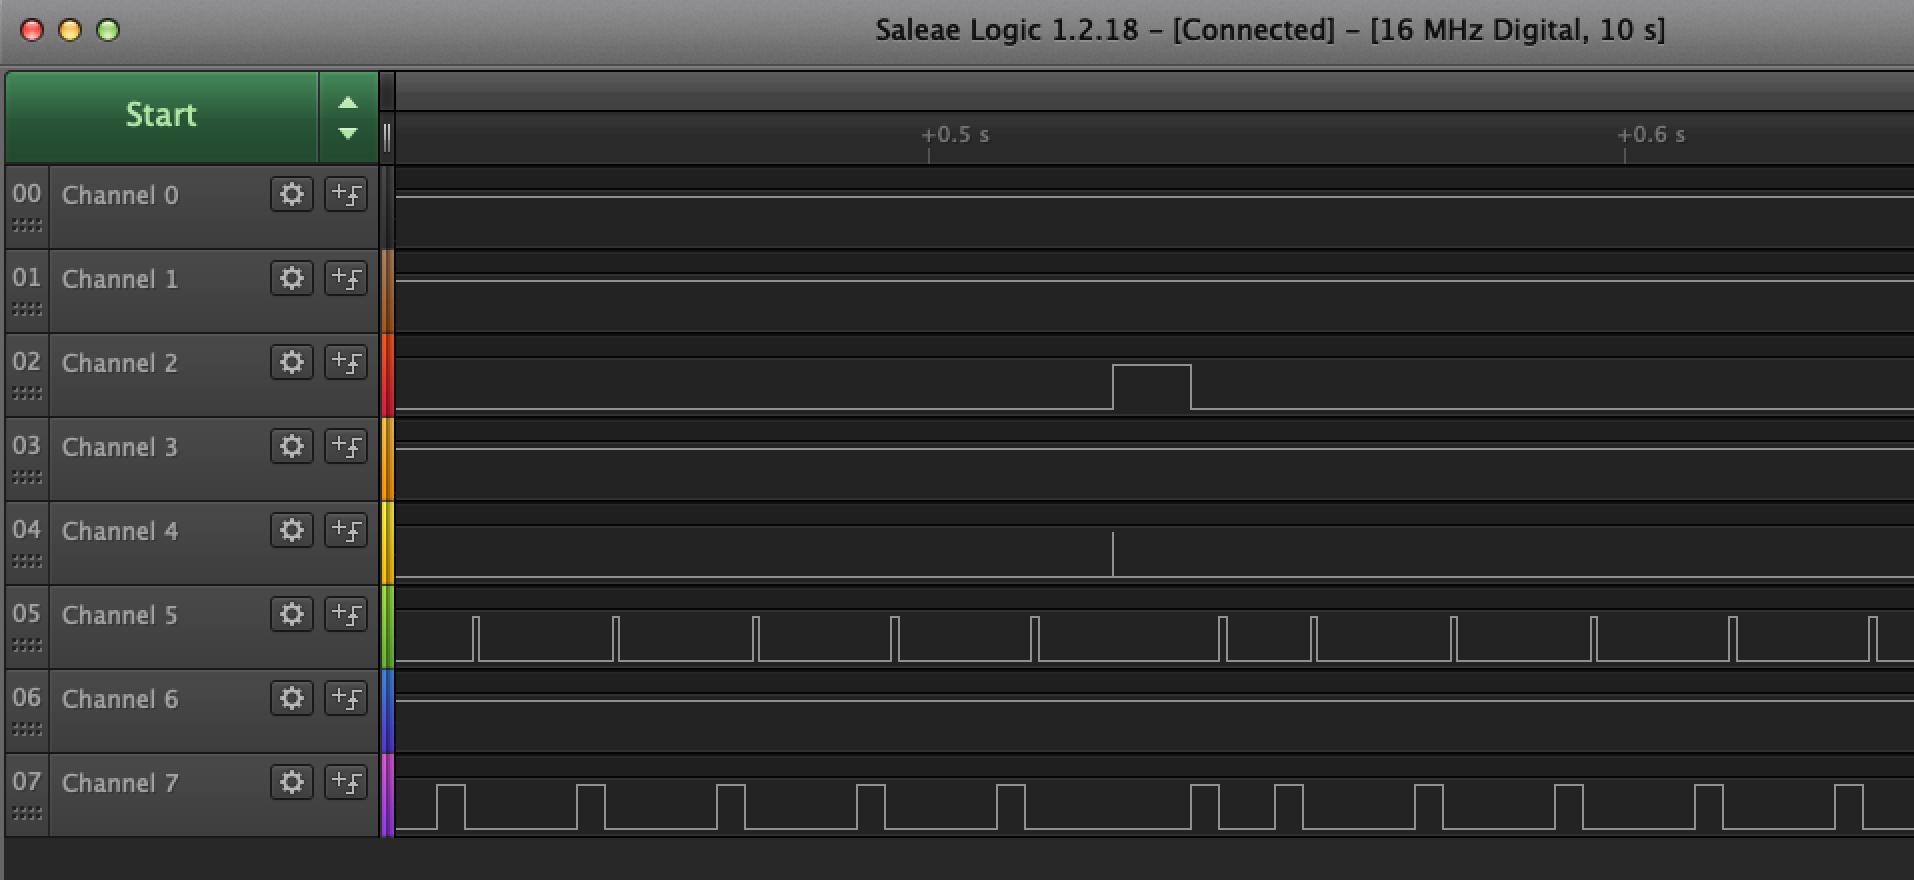 Saleae Logic 1.2.18 – [Connected] – [16 MHz Digital, 10 s]
Start
+0.5 s +0.6 s
00 Channel 0
01 Channel 1
02 Channel 2
03 Channel 3
04 Channel 4
05 Channel 5
06 Channel 6
07 Channel 7